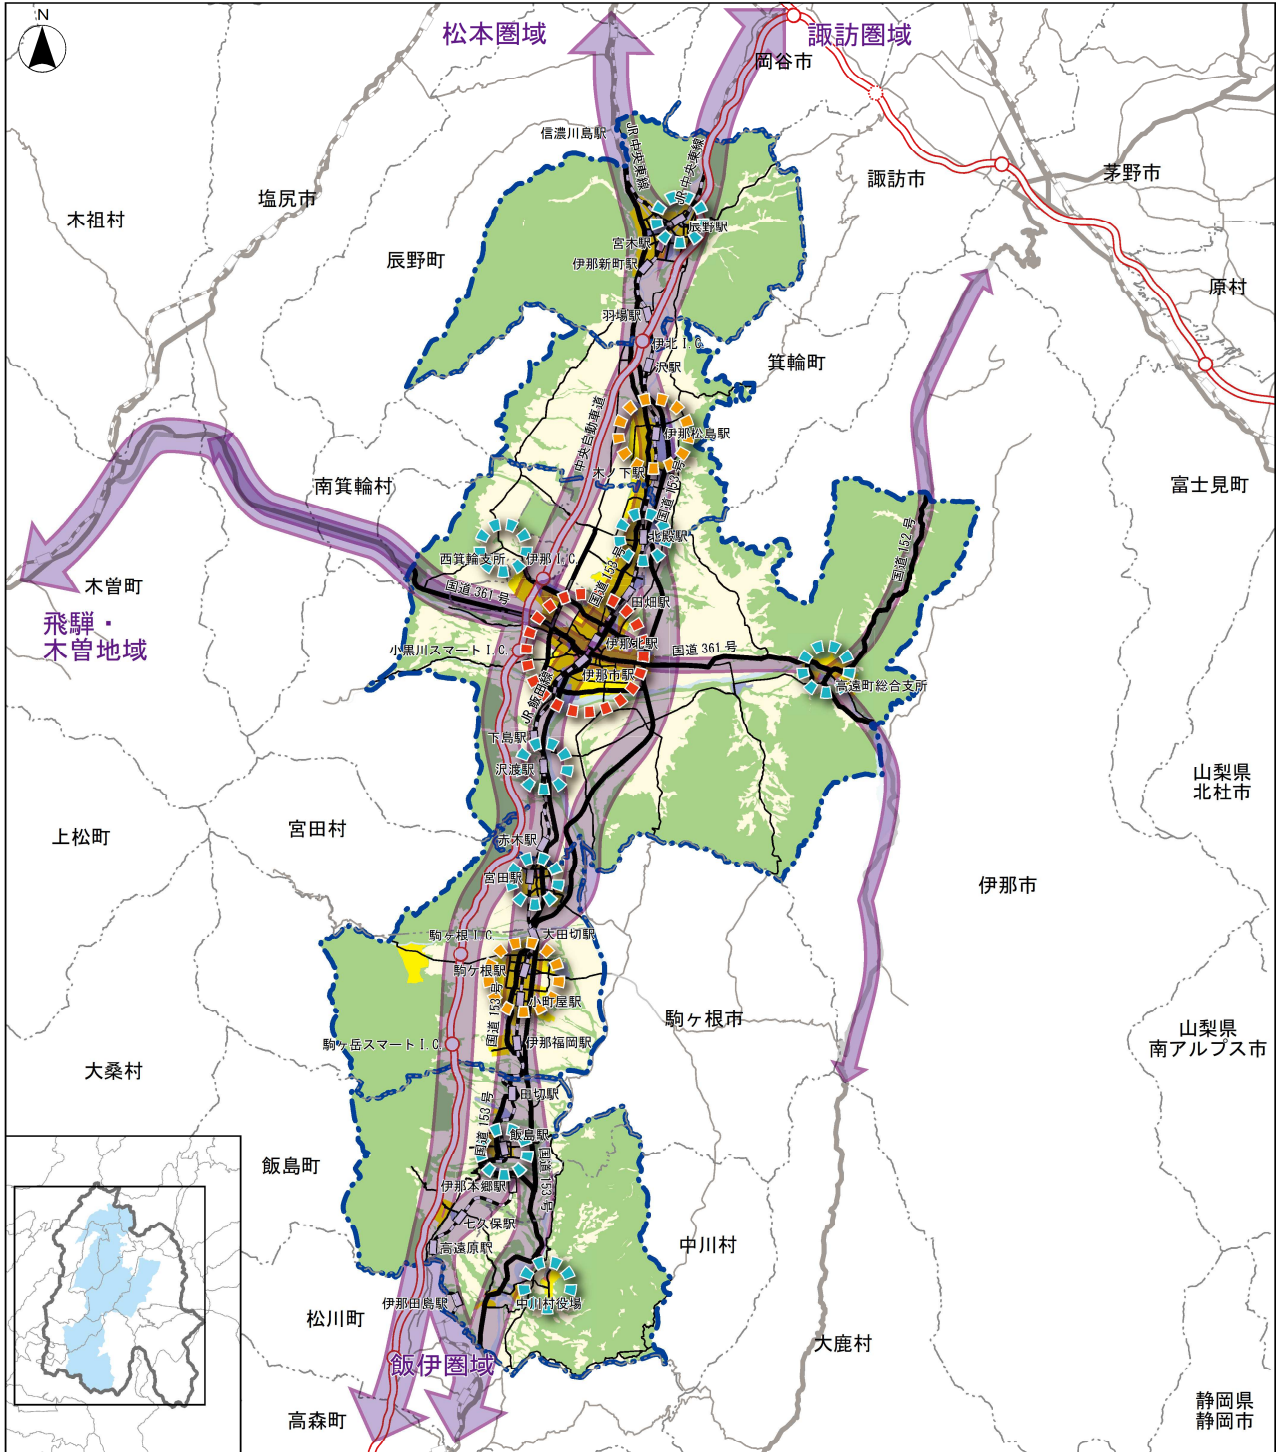 N
松本圏域
諏訪圏域
岡谷市
信濃川島駅
JR中央東線
JR中央東線
諏訪市
茅野市
塩尻市
木祖村
辰野駅
宮木駅
辰野町
伊那新町駅
原村
羽場駅
伊北I.C.
沢駅
箕輪町
中央自動車道
伊那松島駅
木ノ下駅
国道153号
南箕輪村
富士見町
北殿駅
国道152号
西箕輪支所
伊那I.C.
国道153号
木曽町
国道361号
田畑駅
飛騨・
木曽地域
伊那北駅
国道361号
小黒川スマートI.C.
伊那市駅
高遠町総合支所
JR飯田線
下島駅
沢渡駅
山梨県
北杜市
上松町
宮田村
赤木駅
宮田駅
伊那市
駒ヶ根I.C.
大田切駅
駒ケ根駅
小町屋駅
国道153号
駒ヶ根市
山梨県
南アルプス市
駒ヶ岳スマートI.C.
伊那福岡駅
大桑村
田切駅
国道153号
飯島駅
飯島町
国道153号
伊那本郷駅
七久保駅
高遠原駅
中川村
伊那田島駅
中川村役場
松川町
大鹿村
飯伊圏域
高森町
静岡県
静岡市